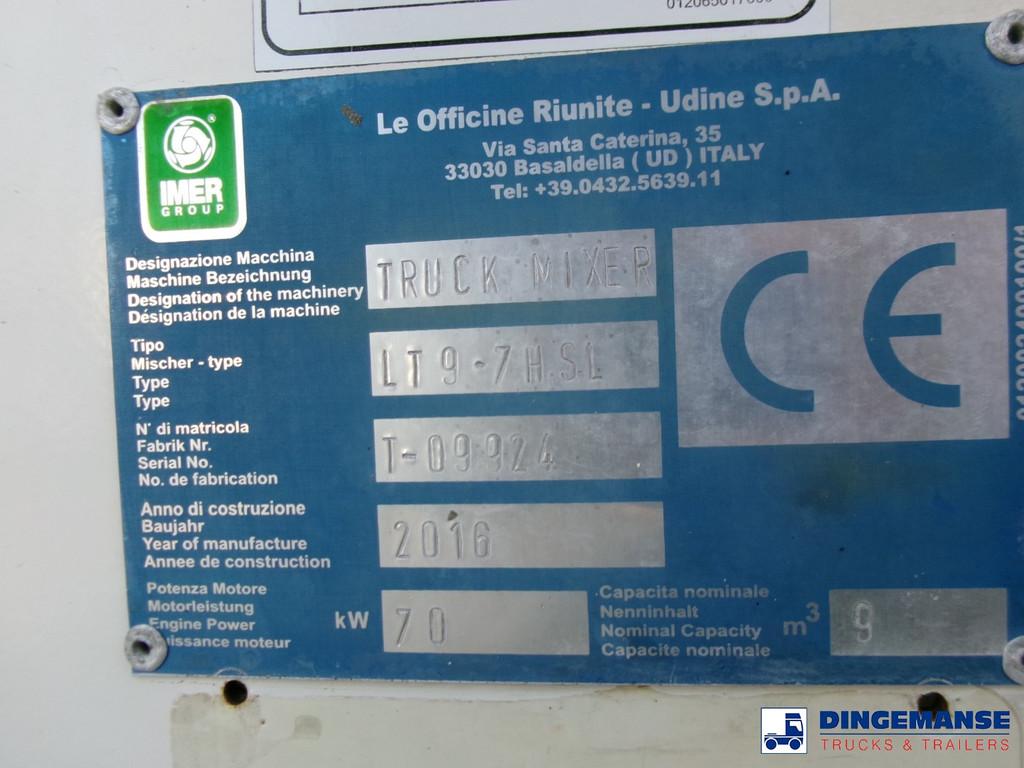 Le Officine Riunite - Udine S.p.A.
Via Santa Caterina, 35
33030 Basaldella ( UD ) ITALY
Tel: +39.0432.5639.11
IMER
GROUP
Designazione Macchina
Maschine Bezeichnung
Designation of the machinery
Désignation de la machine
TRUCK MIXER
Tipo
Mischer - type
Type
Type
LT9-7HSL
N° di matricola
Fabrik Nr.
Serial No.
No. de fabrication
T-09924
Anno di costruzione
Baujahr
Year of manufacture
Annee de construction
2016
Potenza Motore
Motorleistung
Engine Power
Puissance moteur
kW 70
Capacita nominale
Nenninhalt
Nominal Capacity
Capacite nominale
m³ 9
CE
DINGEMANSE
TRUCKS & TRAILERS